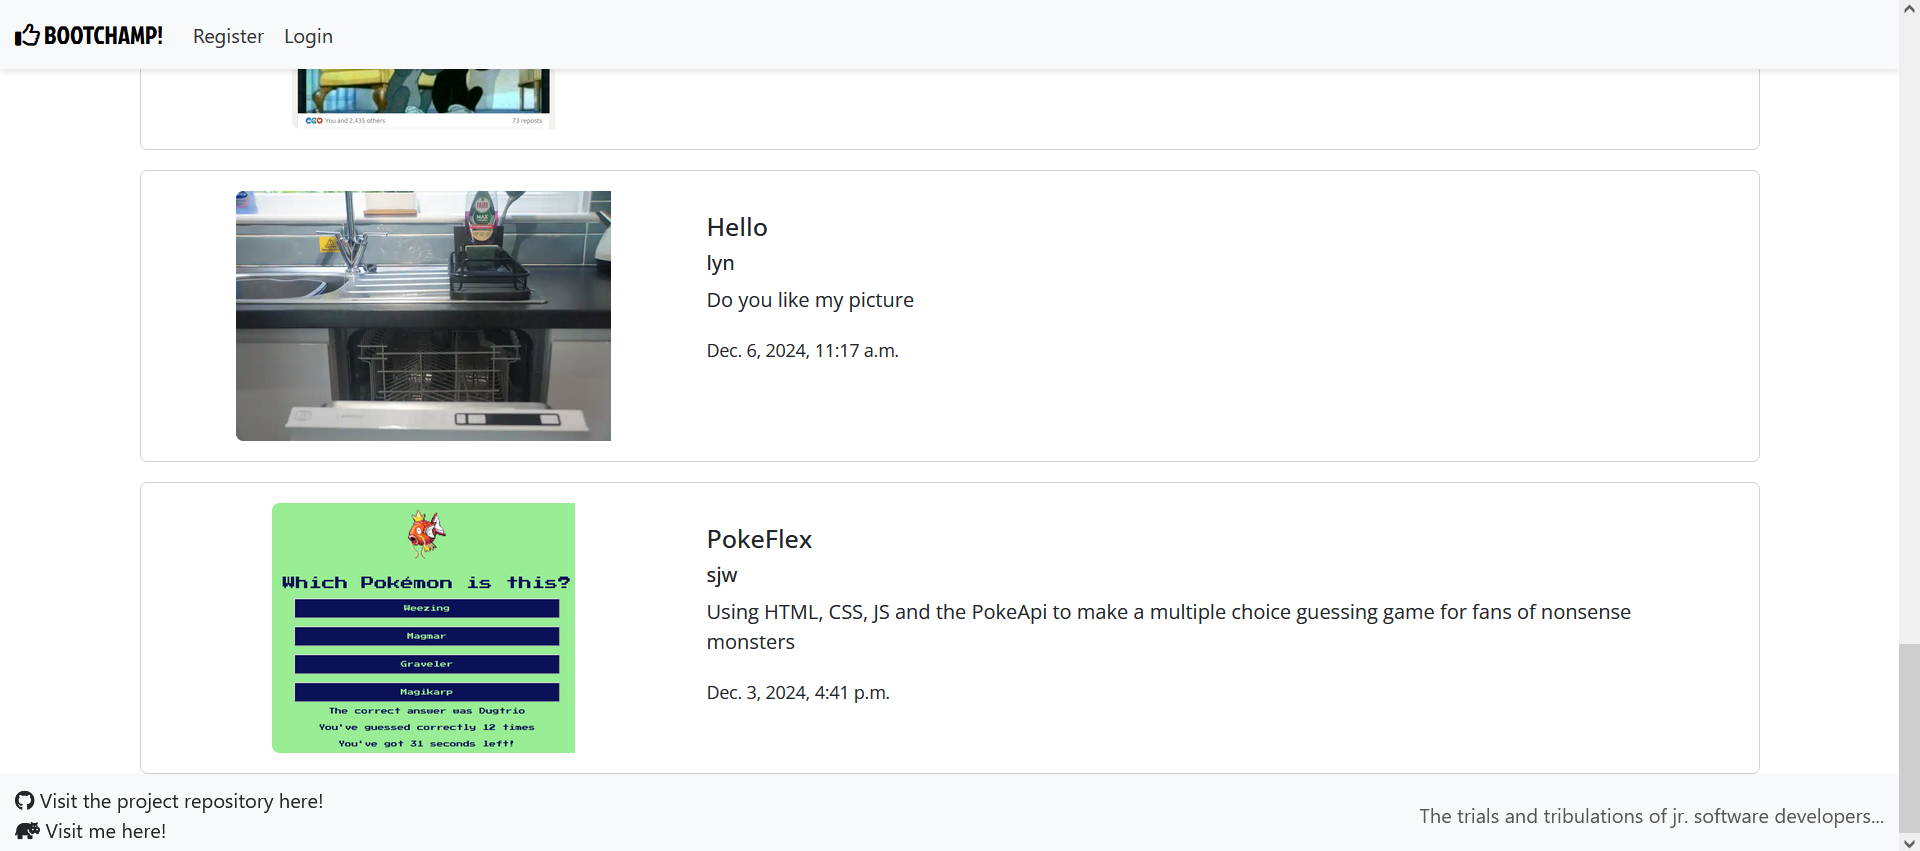 BOOTCHAMP!
Register
Login
You and 2,435 others
73 reposts
FAIRY
MAX
Hello
lyn
Do you like my picture
Dec. 6, 2024, 11:17 a.m.
Which Pokémon is this?
Weezing
Magmar
Graveler
Magikarp
The correct answer was Dugtrio
You've guessed correctly 12 times
You've got 31 seconds left!
PokeFlex
sjw
Using HTML, CSS, JS and the PokeApi to make a multiple choice guessing game for fans of nonsense
monsters
Dec. 3, 2024, 4:41 p.m.
Visit the project repository here!
Visit me here!
The trials and tribulations of jr. software developers...